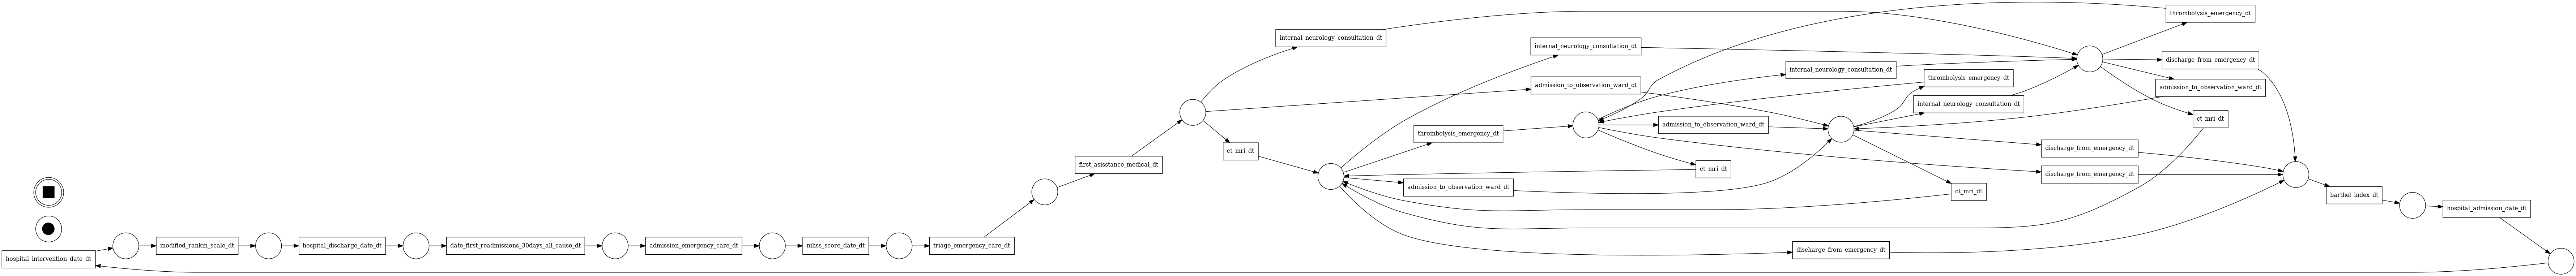 thrombolysis_emergency_dt
internal_neurology_consultation_dt
internal_neurology_consultation_dt
discharge_from_emergency_dt
internal_neurology_consultation_dt
thrombolysis_emergency_dt
admission_to_observation_ward_dt
admission_to_observation_ward_dt
internal_neurology_consultation_dt
ct_mri_dt
admission_to_observation_ward_dt
thrombolysis_emergency_dt
ct_mri_dt
discharge_from_emergency_dt
first_asisstance_medical_dt
ct_mri_dt
discharge_from_emergency_dt
admission_to_observation_ward_dt
ct_mri_dt
barthel_index_dt
hospital_admission_date_dt
modified_rankin_scale_dt
hospital_discharge_date_dt
date_first_readmissions_30days_all_cause_dt
admission_emergency_care_dt
nihss_score_date_dt
triage_emergency_care_dt
discharge_from_emergency_dt
hospital_intervention_date_dt